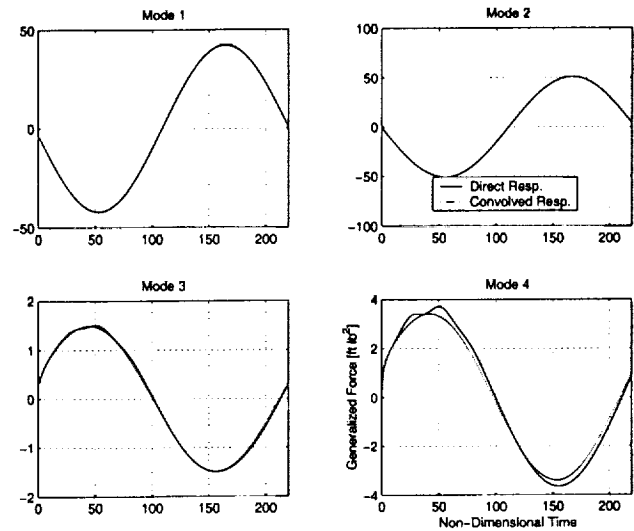 Mode 1
50
0
-50
0 50 100 150 200
Mode 2
100
50
0
-50
-100
0 50 100 150 200
Direct Resp.
Convolved Resp.
Mode 3
2
1
0
-1
-2
0 50 100 150 200
Mode 4
Generalized Force [ft lb²]
4
2
0
-2
-4
0 50 100 150 200
Non-Dimensional Time